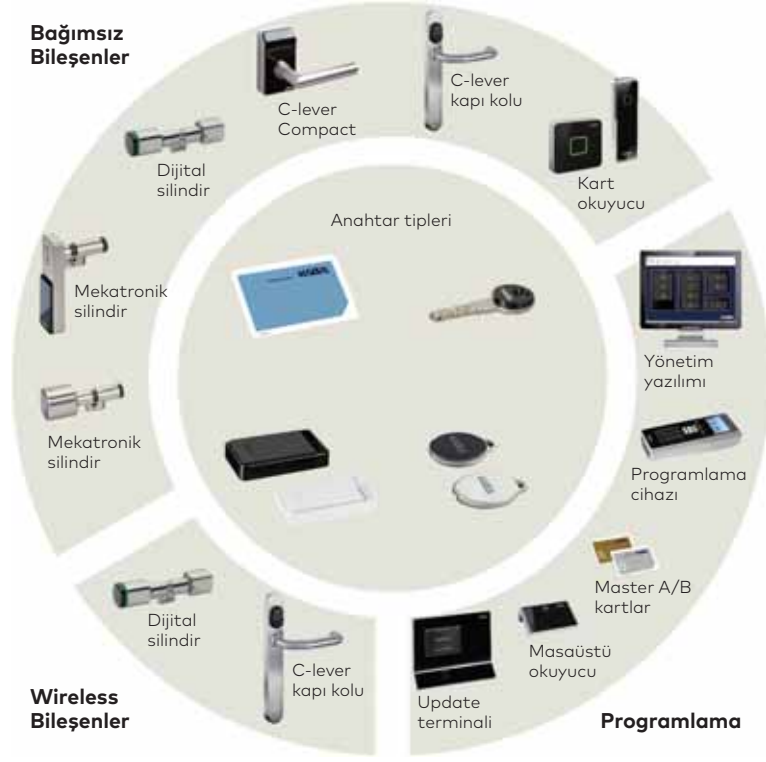 Bağımsız
Bileşenler
C-lever
Compact
C-lever
kapı kolu
Dijital
silindir
Kart
okuyucu
Mekatronik
silindir
Mekatronik
silindir
Anahtar tipleri
Yönetim
yazılımı
Programlama
cihazı
Master A/B
kartlar
Masaüstü
okuyucu
Update
terminali
Programlama
Dijital
silindir
C-lever
kapı kolu
Wireless
Bileşenler